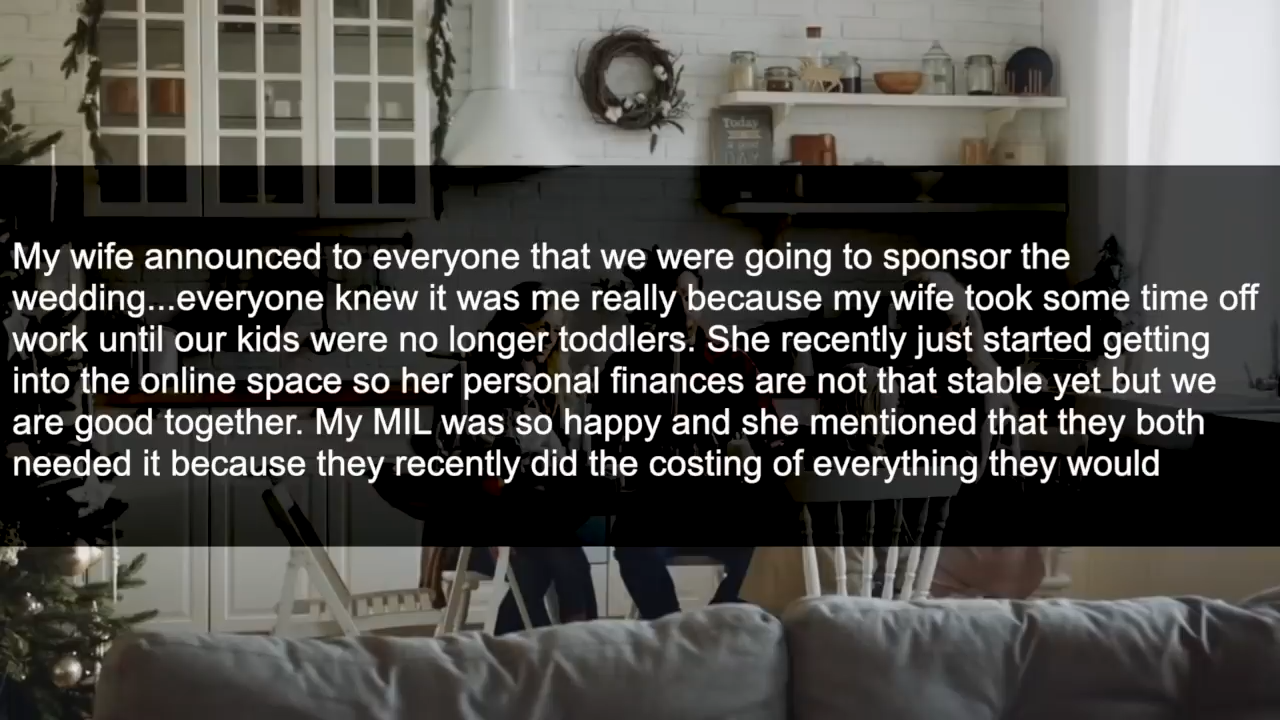 Today
DAY
My wife announced to everyone that we were going to sponsor the
wedding...everyone knew it was me really because my wife took some time off
work until our kids were no longer toddlers. She recently just started getting
into the online space so her personal finances are not that stable yet but we
are good together. My MIL was so happy and she mentioned that they both
needed it because they recently did the costing of everything they would